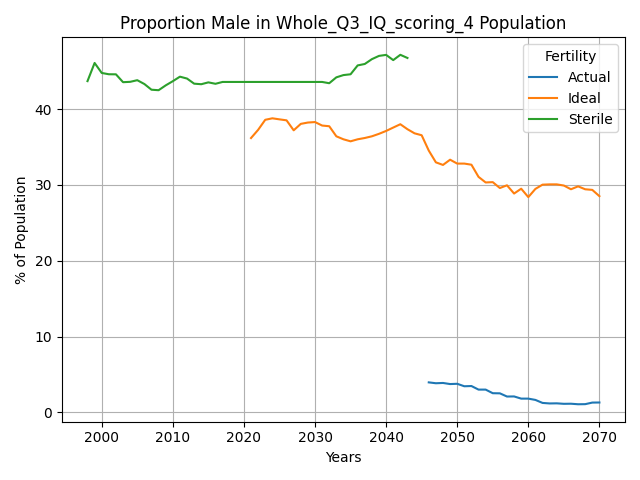 Proportion Male in Whole_Q3_IQ_scoring_4 Population
Fertility
Actual
Ideal
Sterile
% of Population
40
30
20
10
0
2000 2010 2020 2030 2040 2050 2060 2070
Years